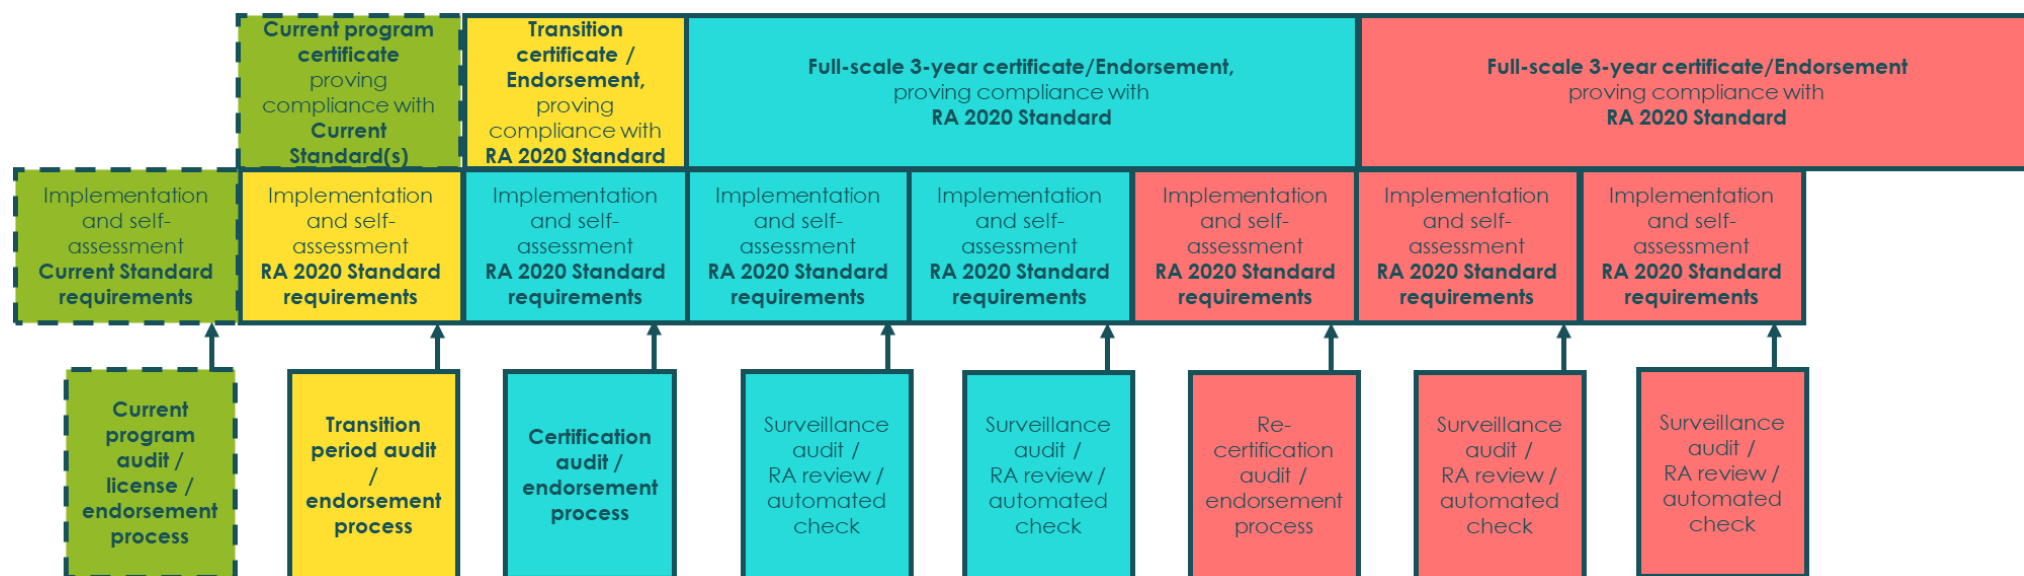 Current program
certificate
proving
compliance with
Current
Standard(s)
Transition
certificate /
Endorsement,
proving
compliance with
RA 2020 Standard
Full-scale 3-year certificate/Endorsement,
proving compliance with
RA 2020 Standard
Full-scale 3-year certificate/Endorsement
proving compliance with
RA 2020 Standard
Implementation
and self-
assessment
Current Standard
requirements
Implementation
and self-
assessment
RA 2020 Standard
requirements
Implementation
and self-
assessment
RA 2020 Standard
requirements
Implementation
and self-
assessment
RA 2020 Standard
requirements
Implementation
and self-
assessment
RA 2020 Standard
requirements
Implementation
and self-
assessment
RA 2020 Standard
requirements
Implementation
and self-
assessment
RA 2020 Standard
requirements
Implementation
and self-
assessment
RA 2020 Standard
requirements
Current
program
audit /
license /
endorsement
process
Transition
period audit
/
endorsement
process
Certification
audit /
endorsement
process
Surveillance
audit /
RA review /
automated
check
Surveillance
audit /
RA review /
automated
check
Re-
certification
audit /
endorsement
process
Surveillance
audit /
RA review /
automated
check
Surveillance
audit /
RA review /
automated
check